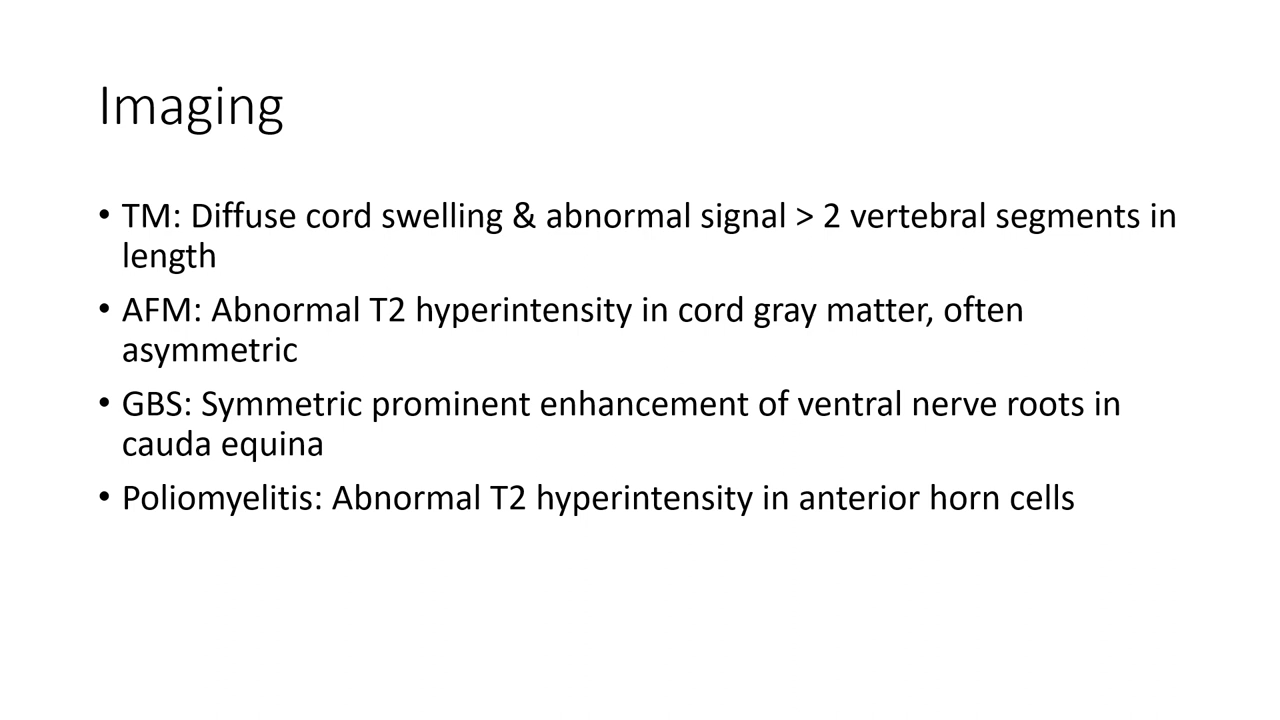 Imaging
• TM: Diffuse cord swelling & abnormal signal > 2 vertebral segments in
length
• AFM: Abnormal T2 hyperintensity in cord gray matter, often
asymmetric
• GBS: Symmetric prominent enhancement of ventral nerve roots in
cauda equina
• Poliomyelitis: Abnormal T2 hyperintensity in anterior horn cells